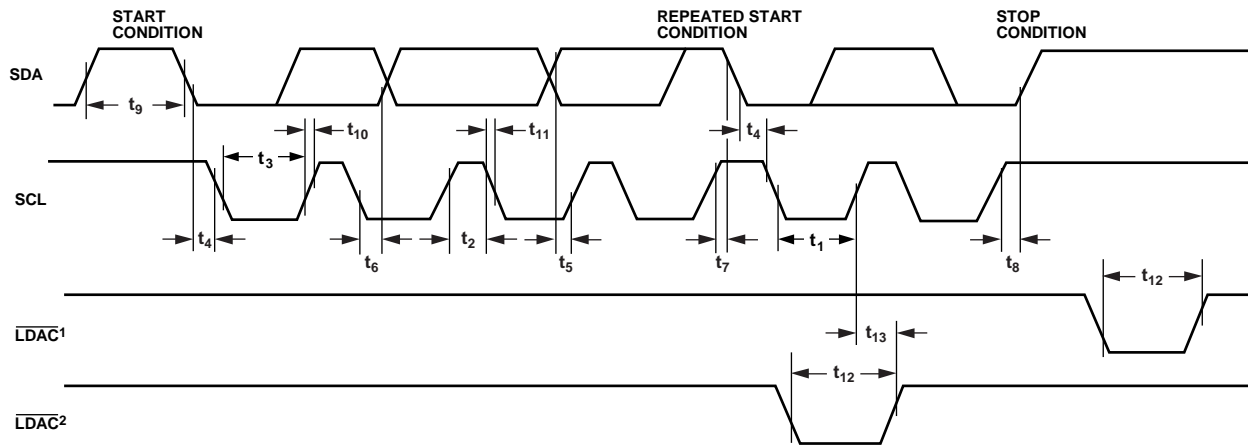 START
CONDITION
REPEATED START
CONDITION
STOP
CONDITION
SDA
t9
t10
t11
t4
t3
SCL
t4
t6
t2
t5
t7
t1
t8
t12
LDAC1
t13
t12
LDAC2